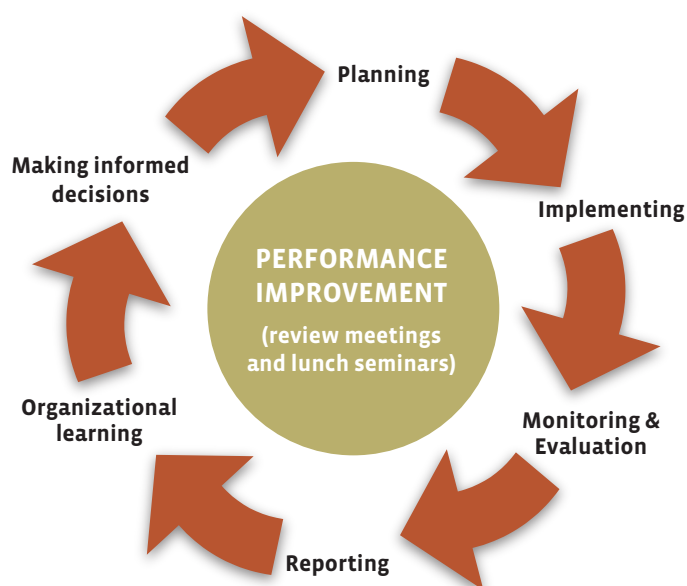 Planning
Implementing
Monitoring &
Evaluation
Reporting
Organizational
learning
Making informed
decisions
PERFORMANCE
IMPROVEMENT
(review meetings
and lunch seminars)